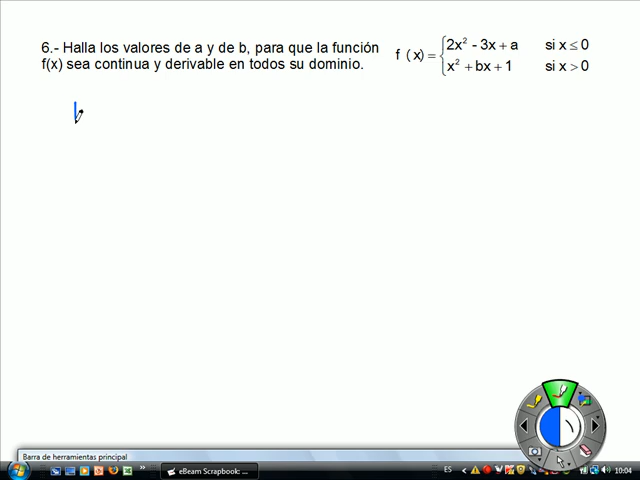 6.- Halla los valores de a y de b, para que la función
f(x) sea continua y derivable en todos su dominio.
f (x) = { 2x² - 3x + a si x ≤ 0
x² + bx + 1 si x > 0
Barra de herramientas principal
eBeam Scrapbook: ...
ES
10:04